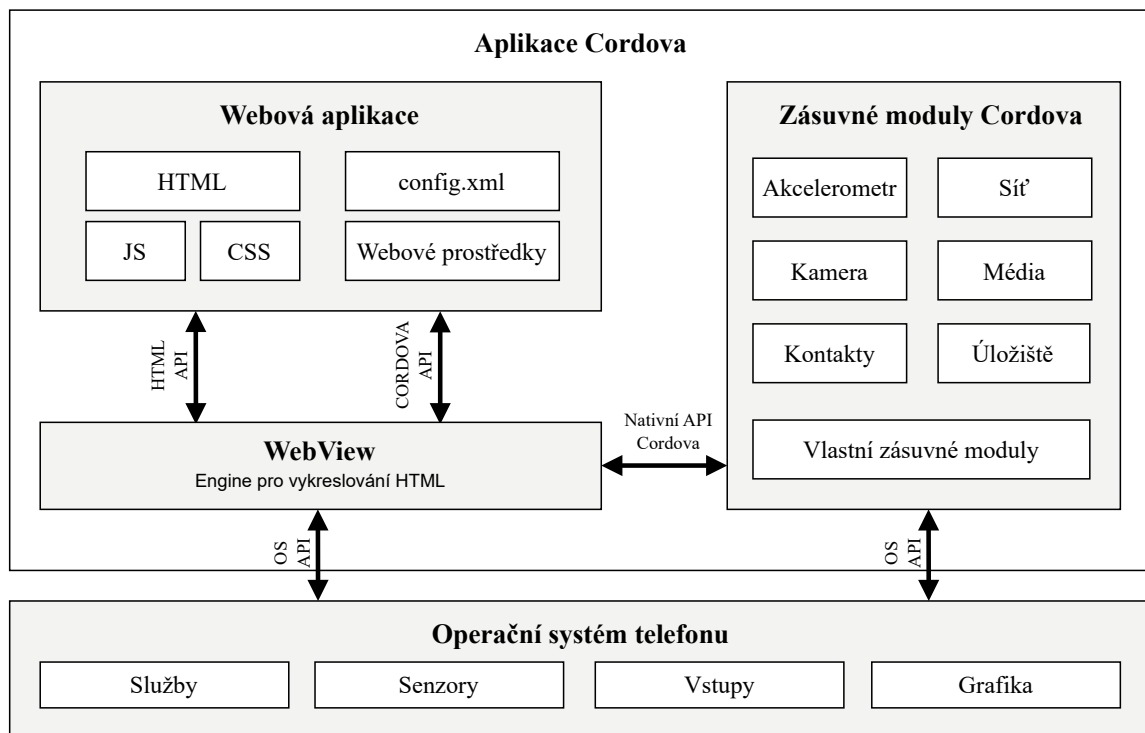 Aplikace Cordova
Webová aplikace
HTML
config.xml
JS
CSS
Webové prostředky
Zásuvné moduly Cordova
Akcelerometr
Síť
Kamera
Média
Kontakty
Úložiště
Vlastní zásuvné moduly
HTML
API
CORDOVA
API
Nativní API
Cordova
WebView
Engine pro vykreslování HTML
OS
API
OS
API
Operační systém telefonu
Služby
Senzory
Vstupy
Grafika